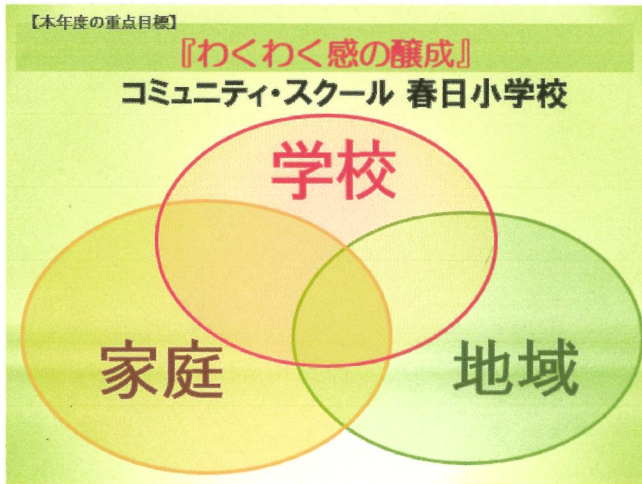 【本年度の重点目標】
『わくわく感の醸成』
コミュニティ・スクール 春日小学校
学校
家庭
地域